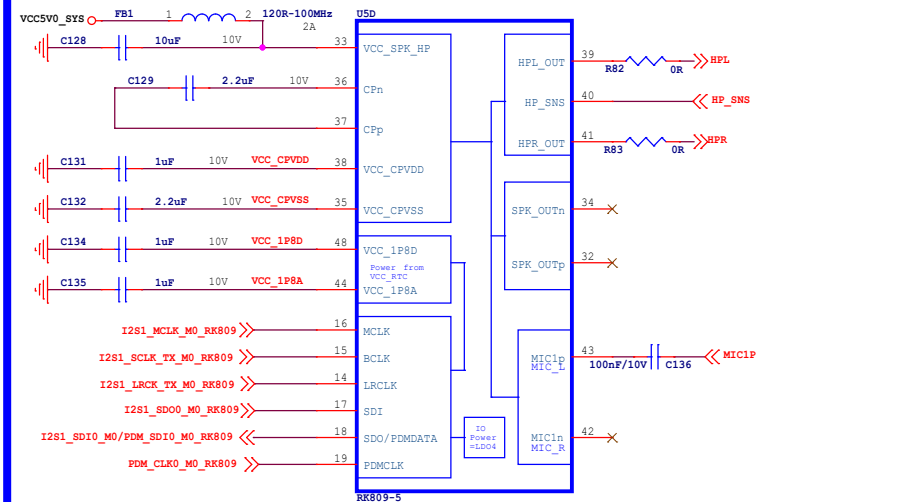 VCC5V0_SYS FB1 1 2 120R-100MHz U5D
2A
C128 10uF 10V 33 VCC_SPK_HP
39 HPL_OUT R82 0R HPL
C129 2.2uF 10V 36 CPn
40 HP_SNS HP_SNS
37 CPp
41 HPR_OUT R83 0R HPR
C131 1uF 10V VCC_CPVDD 38 VCC_CPVDD
C132 2.2uF 10V VCC_CPVSS 35 VCC_CPVSS
SPK_OUTn 34
C134 1uF 10V VCC_1P8D 48 VCC_1P8D
Power from
VCC_RTC
SPK_OUTp 32
C135 1uF 10V VCC_1P8A 44 VCC_1P8A
I2S1_MCLK_M0_RK809 16 MCLK
I2S1_SCLK_TX_M0_RK809 15 BCLK
MIC1p 43 MIC1P
MIC_L 100nF/10V C136
I2S1_LRCK_TX_M0_RK809 14 LRCLK
I2S1_SDO0_M0_RK809 17 SDI
I2S1_SDI0_M0/PDM_SDI0_M0_RK809 18 SDO/PDMDATA
IO
Power
=LDO4
MIC1n 42
MIC_R
PDM_CLK0_M0_RK809 19 PDMCLK
RK809-5